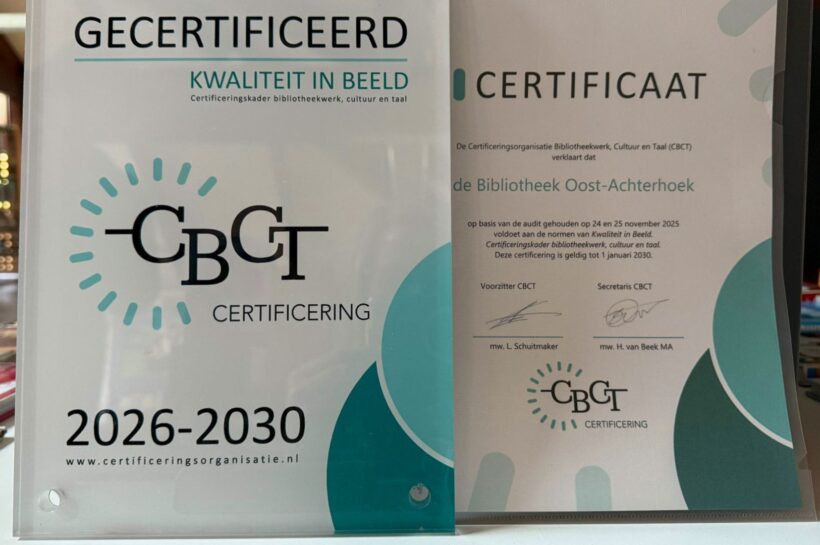 GECERTIFICEERD
KWALITEIT IN BEELD
Certificeringskader bibliotheekwerk, cultuur en taal
CBCT
CERTIFICERING
2026-2030
www.certificeringsorganisatie.nl
CERTIFICAAT
De Certificeringsorganisatie Bibliotheekwerk, Cultuur en Taal (CBCT)
verklaart dat
de Bibliotheek Oost-Achterhoek
op basis van de audit gehouden op 24 en 25 november 2025
voldoet aan de normen van Kwaliteit in Beeld.
Certificeringskader bibliotheekwerk, cultuur en taal.
Deze certificering is geldig tot 1 januari 2030.
Voorzitter CBCT
Secretaris CBCT
mw. L. Schuitmaker
mw. H. van Beek MA
CBCT
CERTIFICERING